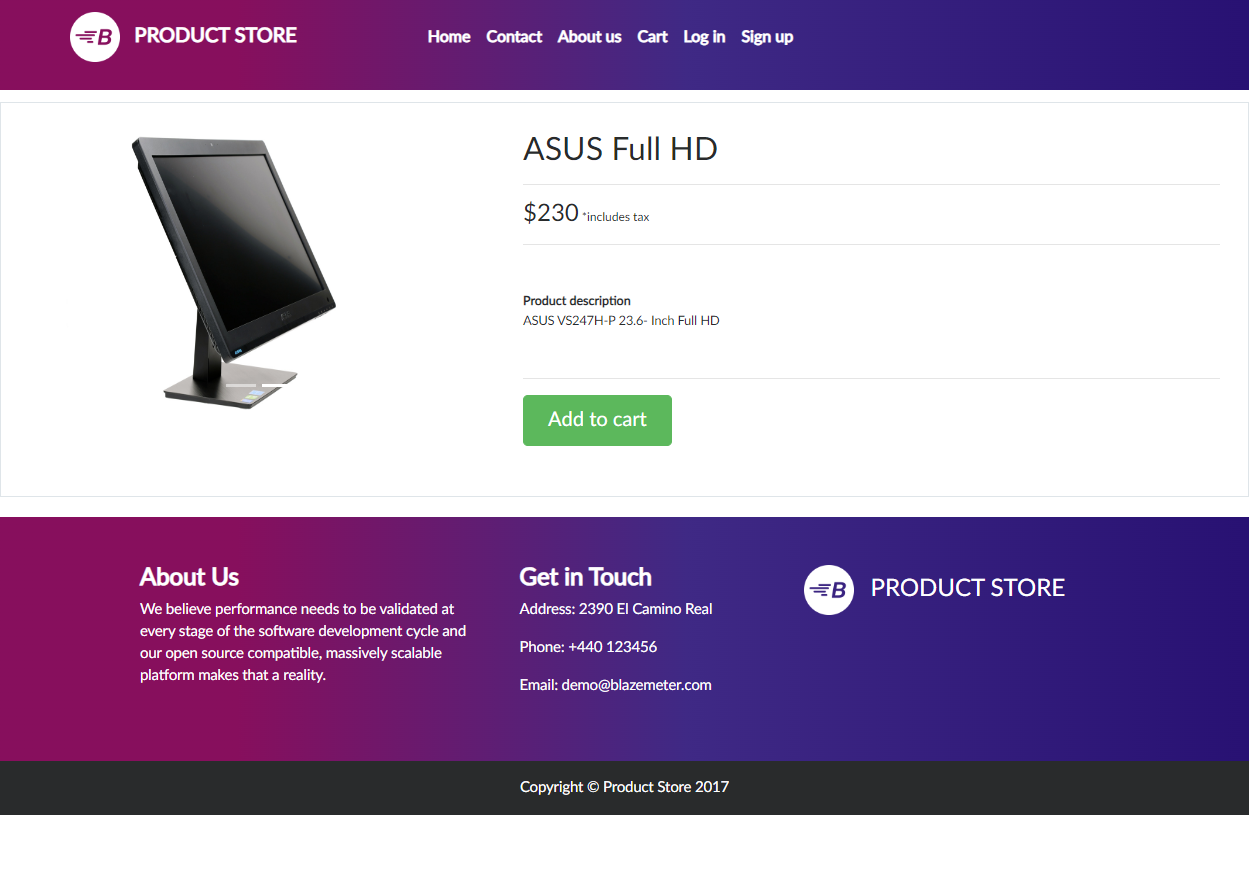 B PRODUCT STORE
Home Contact About us Cart Log in Sign up
ASUS Full HD
$230 *includes tax
Product description
ASUS VS247H-P 23.6- Inch Full HD
Add to cart
About Us
We believe performance needs to be validated at
every stage of the software development cycle and
our open source compatible, massively scalable
platform makes that a reality.
Get in Touch
Address: 2390 El Camino Real
Phone: +440 123456
Email: demo@blazemeter.com
B PRODUCT STORE
Copyright © Product Store 2017